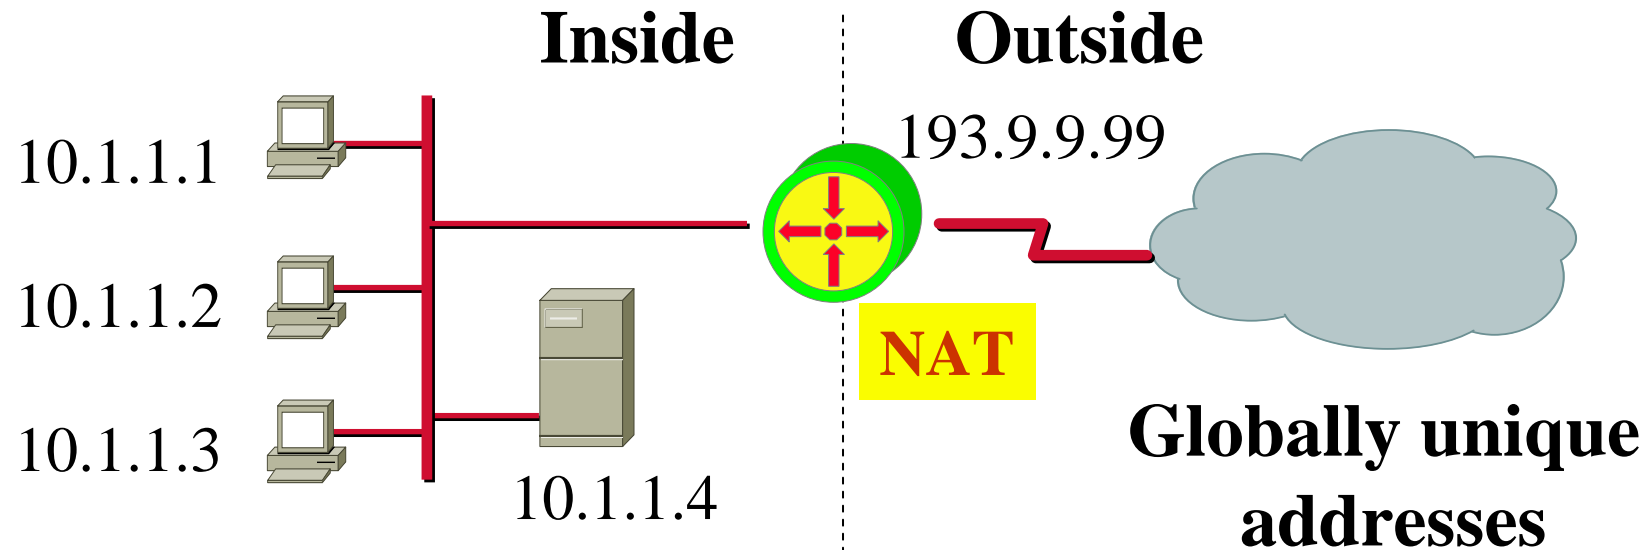 Inside
Outside
193.9.9.99
10.1.1.1
10.1.1.2
NAT
10.1.1.3
10.1.1.4
Globally unique
addresses